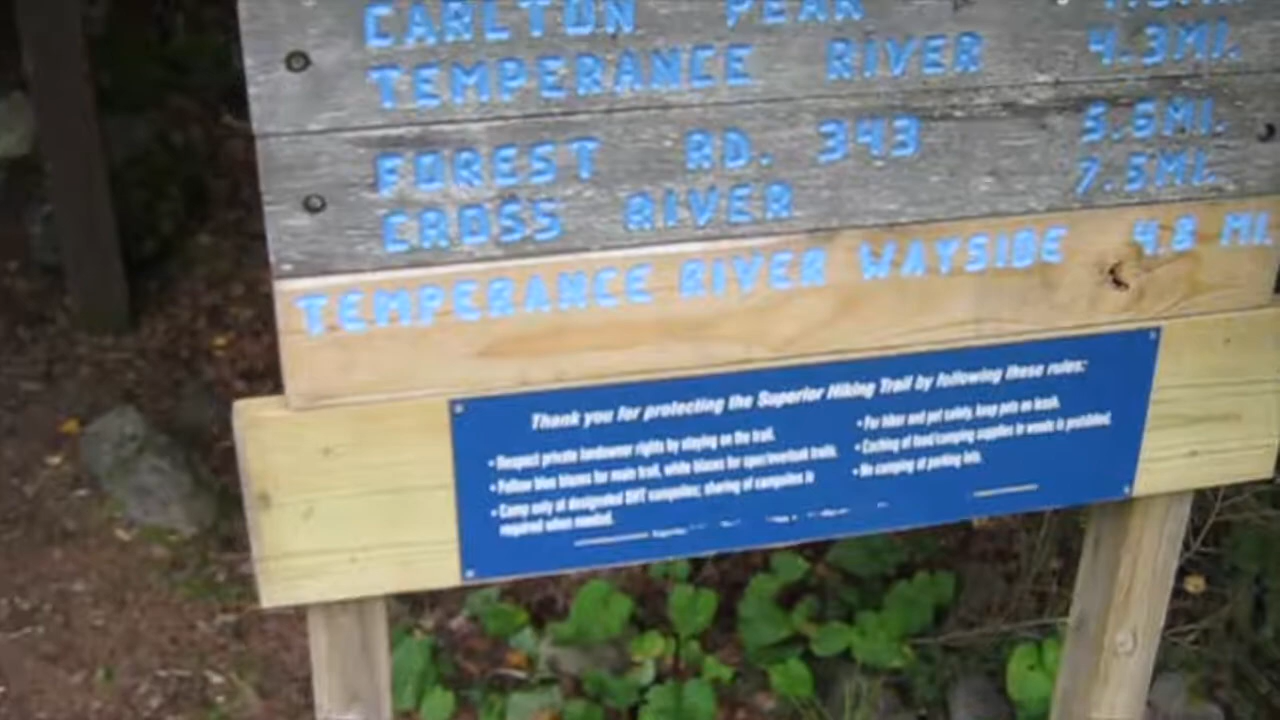 CARLTON PEAK
TEMPERANCE RIVER 4.3MI.
FOREST RD. 343 5.5MI.
CROSS RIVER 7.5MI.
TEMPERANCE RIVER WAYSIDE 4.8 MI
Thank you for protecting the Superior Hiking Trail by following these rules:
• Respect private landowner rights by staying on the trail.
• Follow blue blazes for main trail, white blazes for spur/overlook trails.
• Camp only at designated SHT campsites; sharing of campsites is
required when needed.
• For hiker and pet safety, keep pets on leash.
• Caching of food/camping supplies in woods is prohibited.
• No camping at parking lots.